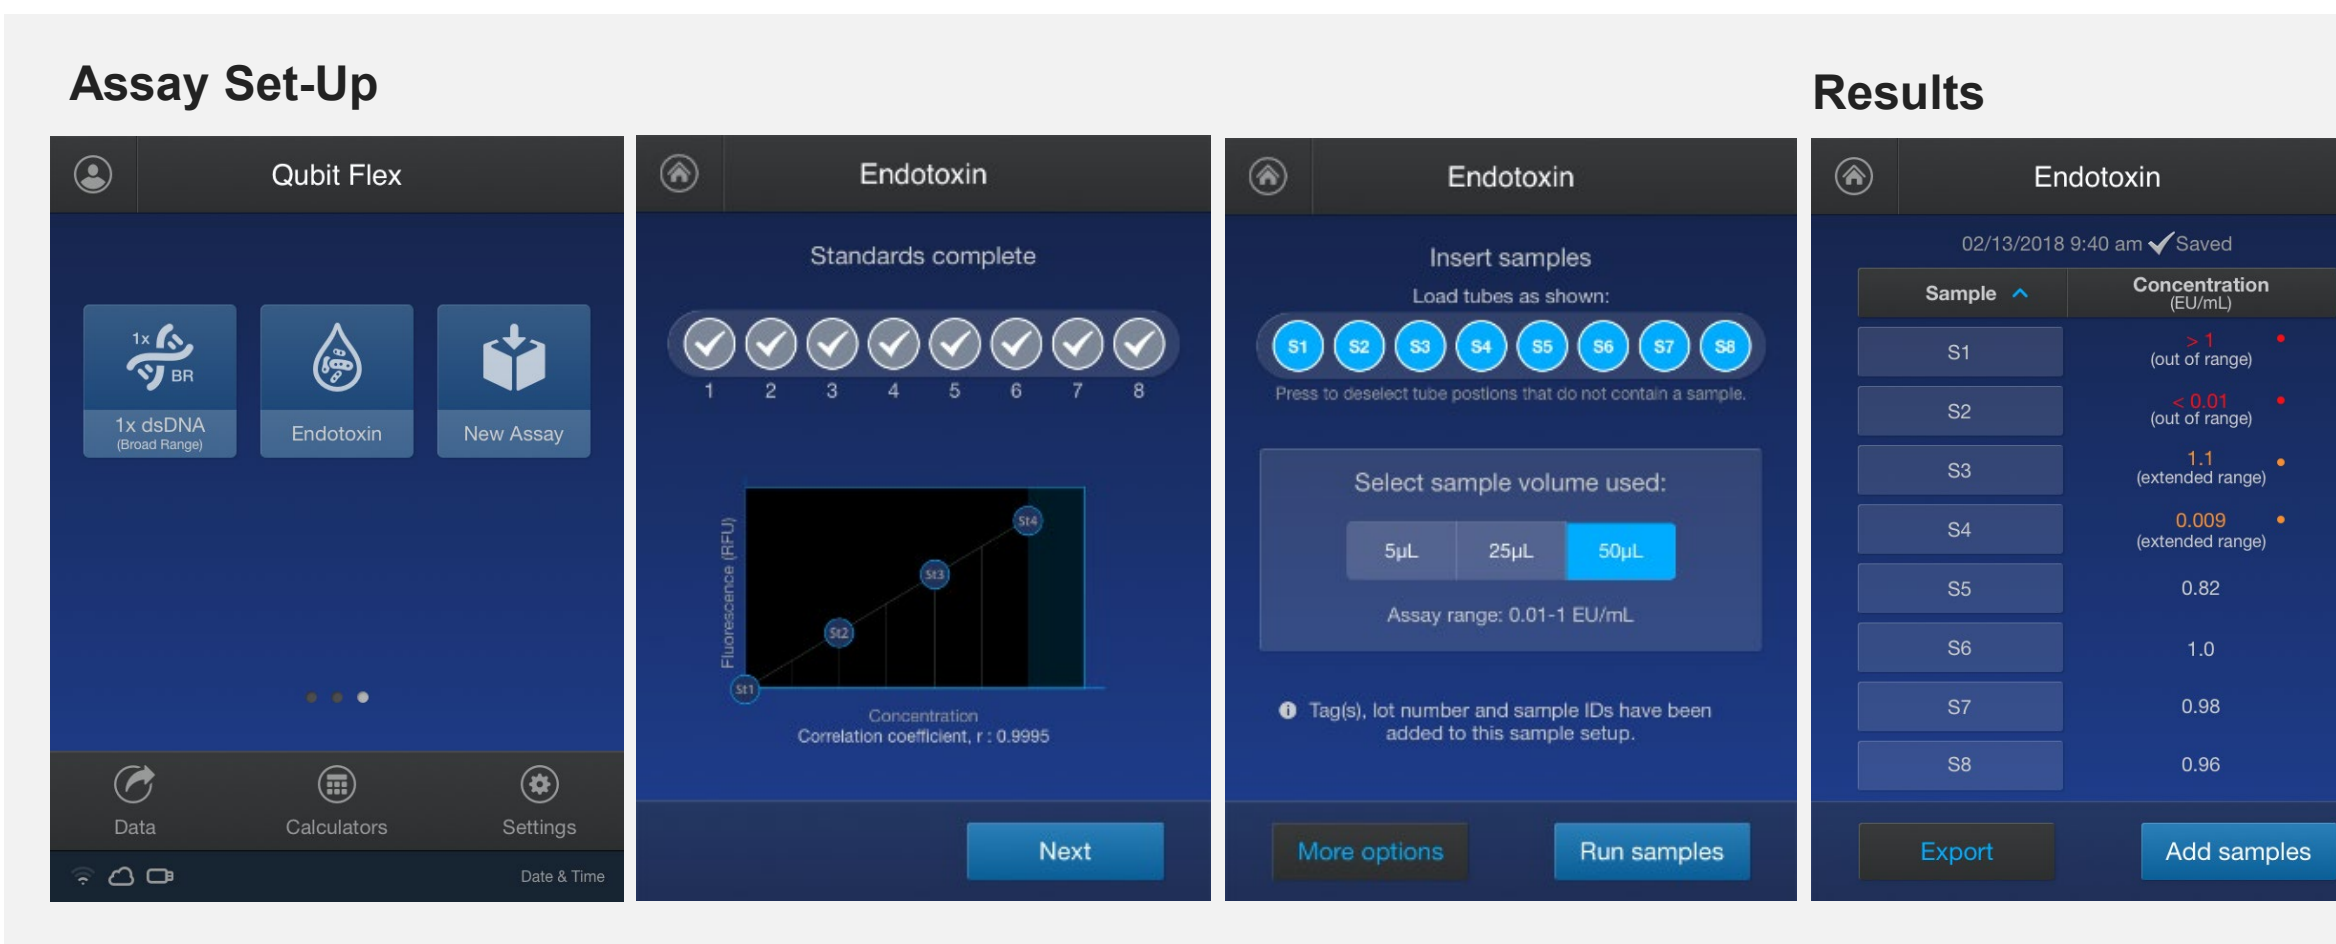 Assay Set-Up
Qubit Flex
1x
BR
1x dsDNA
(Broad Range)
Endotoxin
New Assay
Data
Calculators
Settings
Date & Time
Endotoxin
Standards complete
1 2 3 4 5 6 7 8
Fluorescence (RFU)
St1
St2
St3
St4
Concentration
Correlation coefficient, r : 0.9995
Next
Endotoxin
Insert samples
Load tubes as shown:
S1 S2 S3 S4 S5 S6 S7 S8
Press to deselect tube postions that do not contain a sample.
Select sample volume used:
5µL 25µL 50µL
Assay range: 0.01-1 EU/mL
Tag(s), lot number and sample IDs have been
added to this sample setup.
More options
Run samples
Results
Endotoxin
02/13/2018 9:40 am Saved
Sample Concentration
(EU/mL)
S1 > 1
(out of range)
S2 < 0.01
(out of range)
S3 1.1
(extended range)
S4 0.009
(extended range)
S5 0.82
S6 1.0
S7 0.98
S8 0.96
Export
Add samples